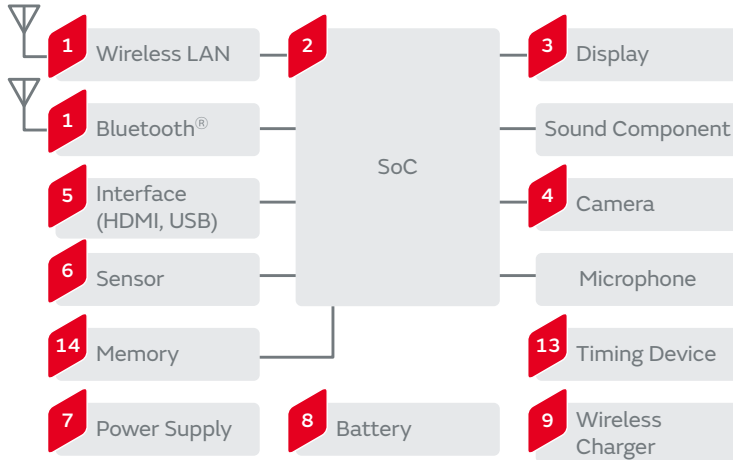 1
Wireless LAN
2
3
Display
1
Bluetooth®
Sound Component
SoC
5
Interface
(HDMI, USB)
4
Camera
6
Sensor
Microphone
14
Memory
13
Timing Device
7
Power Supply
8
Battery
9
Wireless
Charger